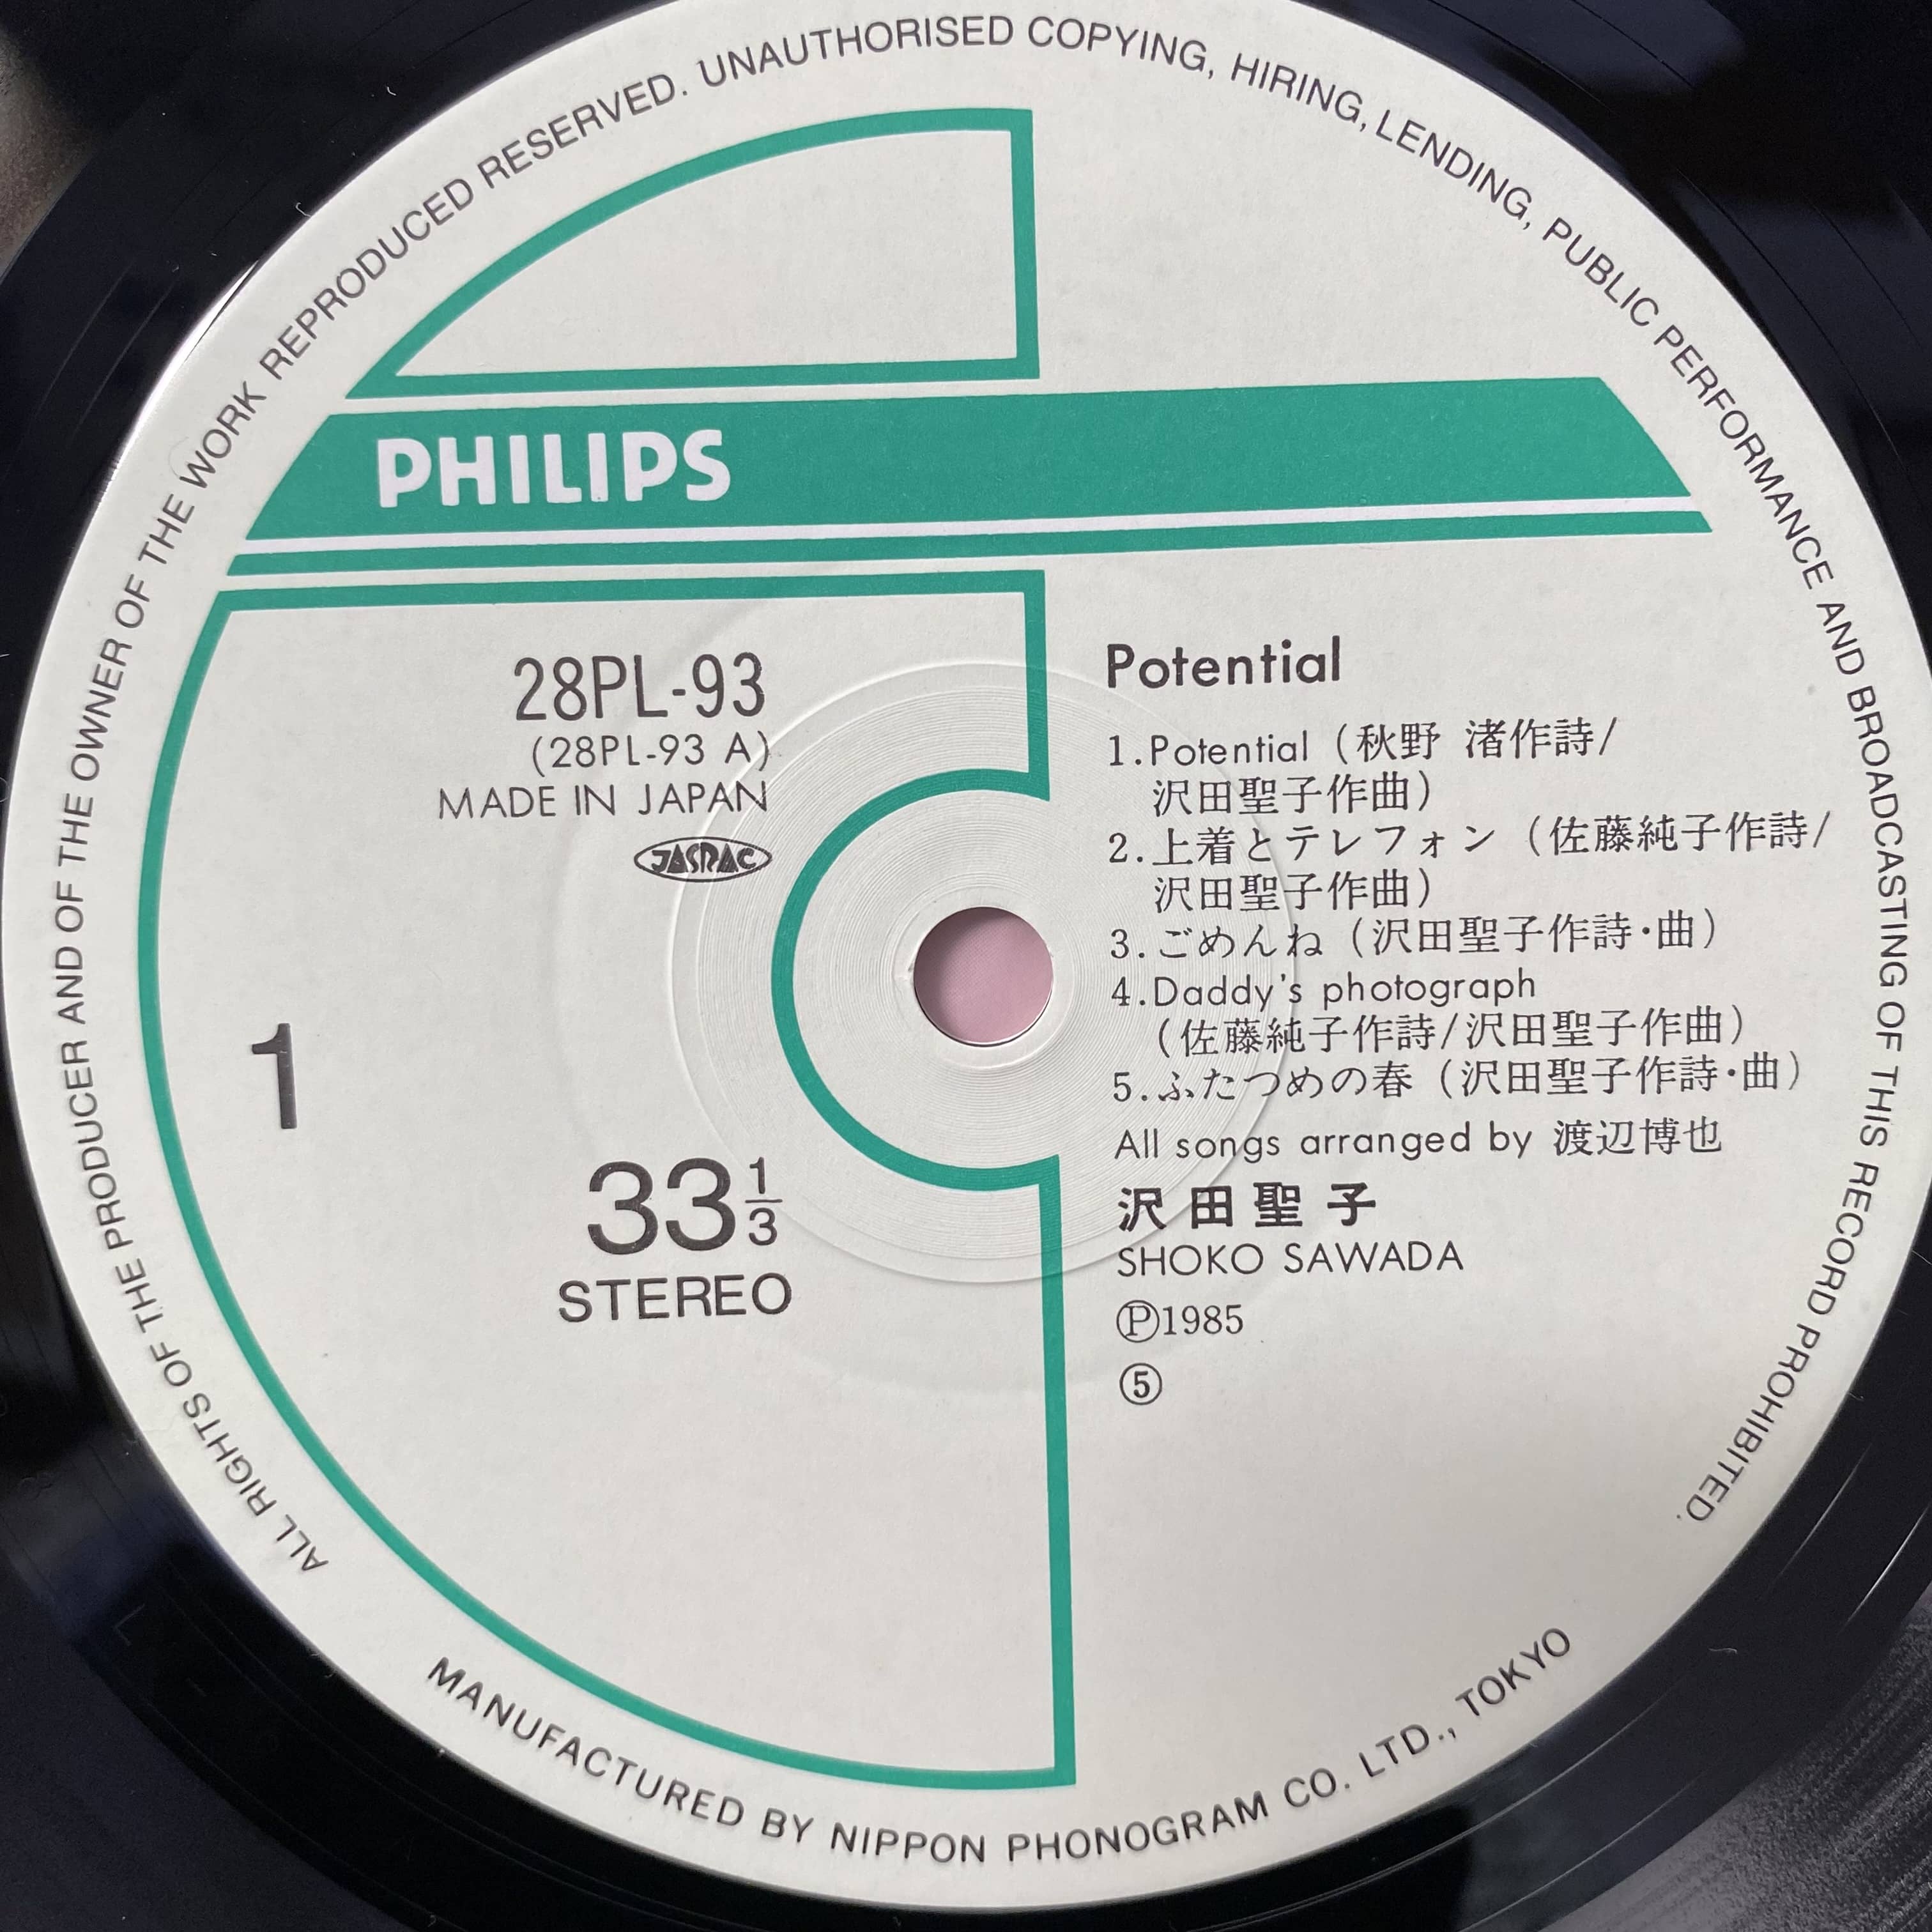 ALL RIGHTS OF THE PRODUCER AND OF THE OWNER OF THE WORK REPRODUCED RESERVED. UNAUTHORISED COPYING, HIRING, LENDING, PUBLIC PERFORMANCE AND BROADCASTING OF THIS RECORD PROHIBITED.
PHILIPS
28PL-93
(28PL-93 A)
MADE IN JAPAN
JASRAC
1
33 1/3
STEREO
Potential
1.Potential (秋野 渚作詩/
沢田聖子作曲)
2.上着とテレフォン (佐藤純子作詩/
沢田聖子作曲)
3.ごめんね (沢田聖子作詩・曲)
4.Daddy's photograph
(佐藤純子作詩/沢田聖子作曲)
5.ふたつめの春 (沢田聖子作詩・曲)
All songs arranged by 渡辺博也
沢田聖子
SHOKO SAWADA
Ⓟ1985
⑤
MANUFACTURED BY NIPPON PHONOGRAM CO. LTD., TOKYO